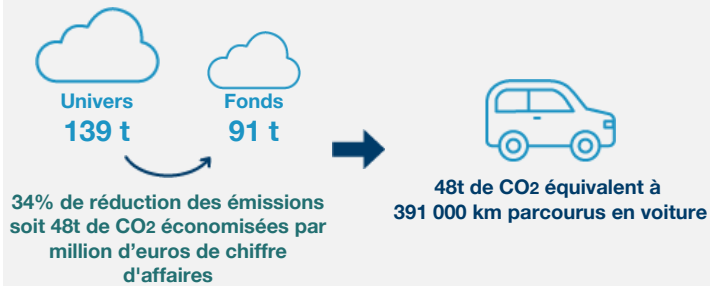 Univers
139 t
Fonds
91 t
34% de réduction des émissions
soit 48t de CO2 économisées par
million d’euros de chiffre
d'affaires
48t de CO2 équivalent à
391 000 km parcourus en voiture